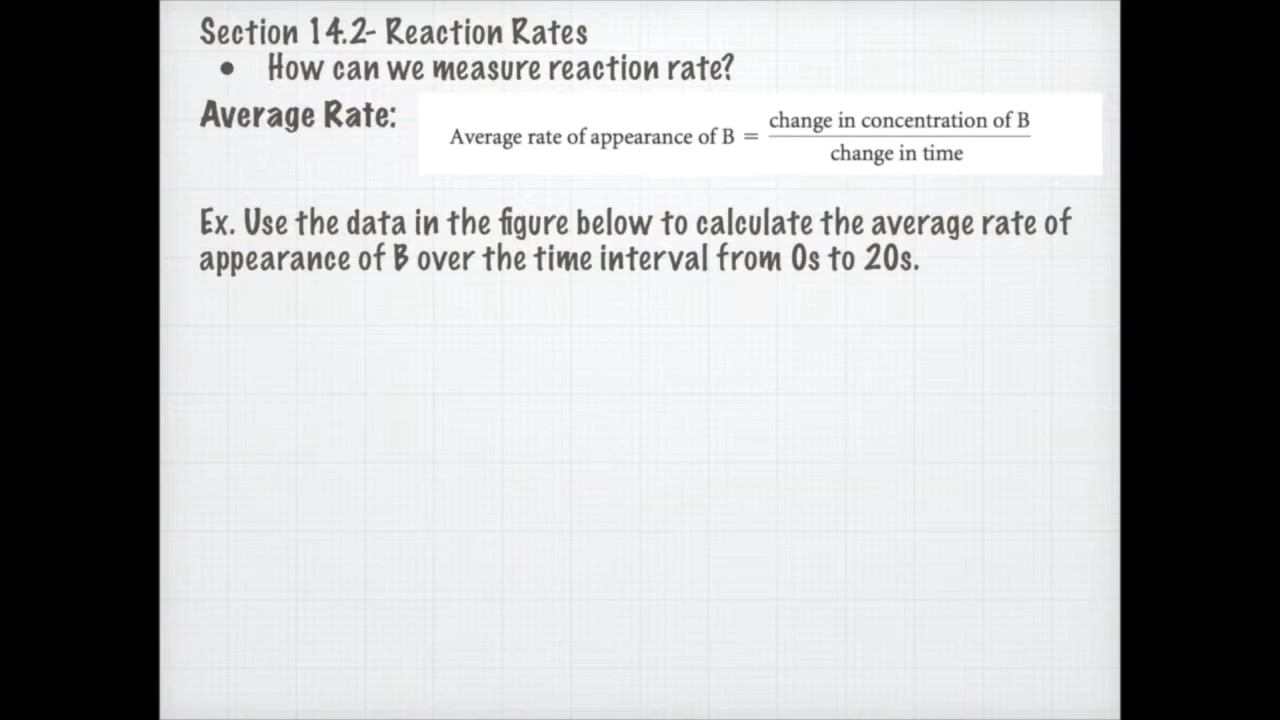 Section 14.2- Reaction Rates
• How can we measure reaction rate?
Average Rate:
Average rate of appearance of B = change in concentration of B
change in time
Ex. Use the data in the figure below to calculate the average rate of
appearance of B over the time interval from 0s to 20s.